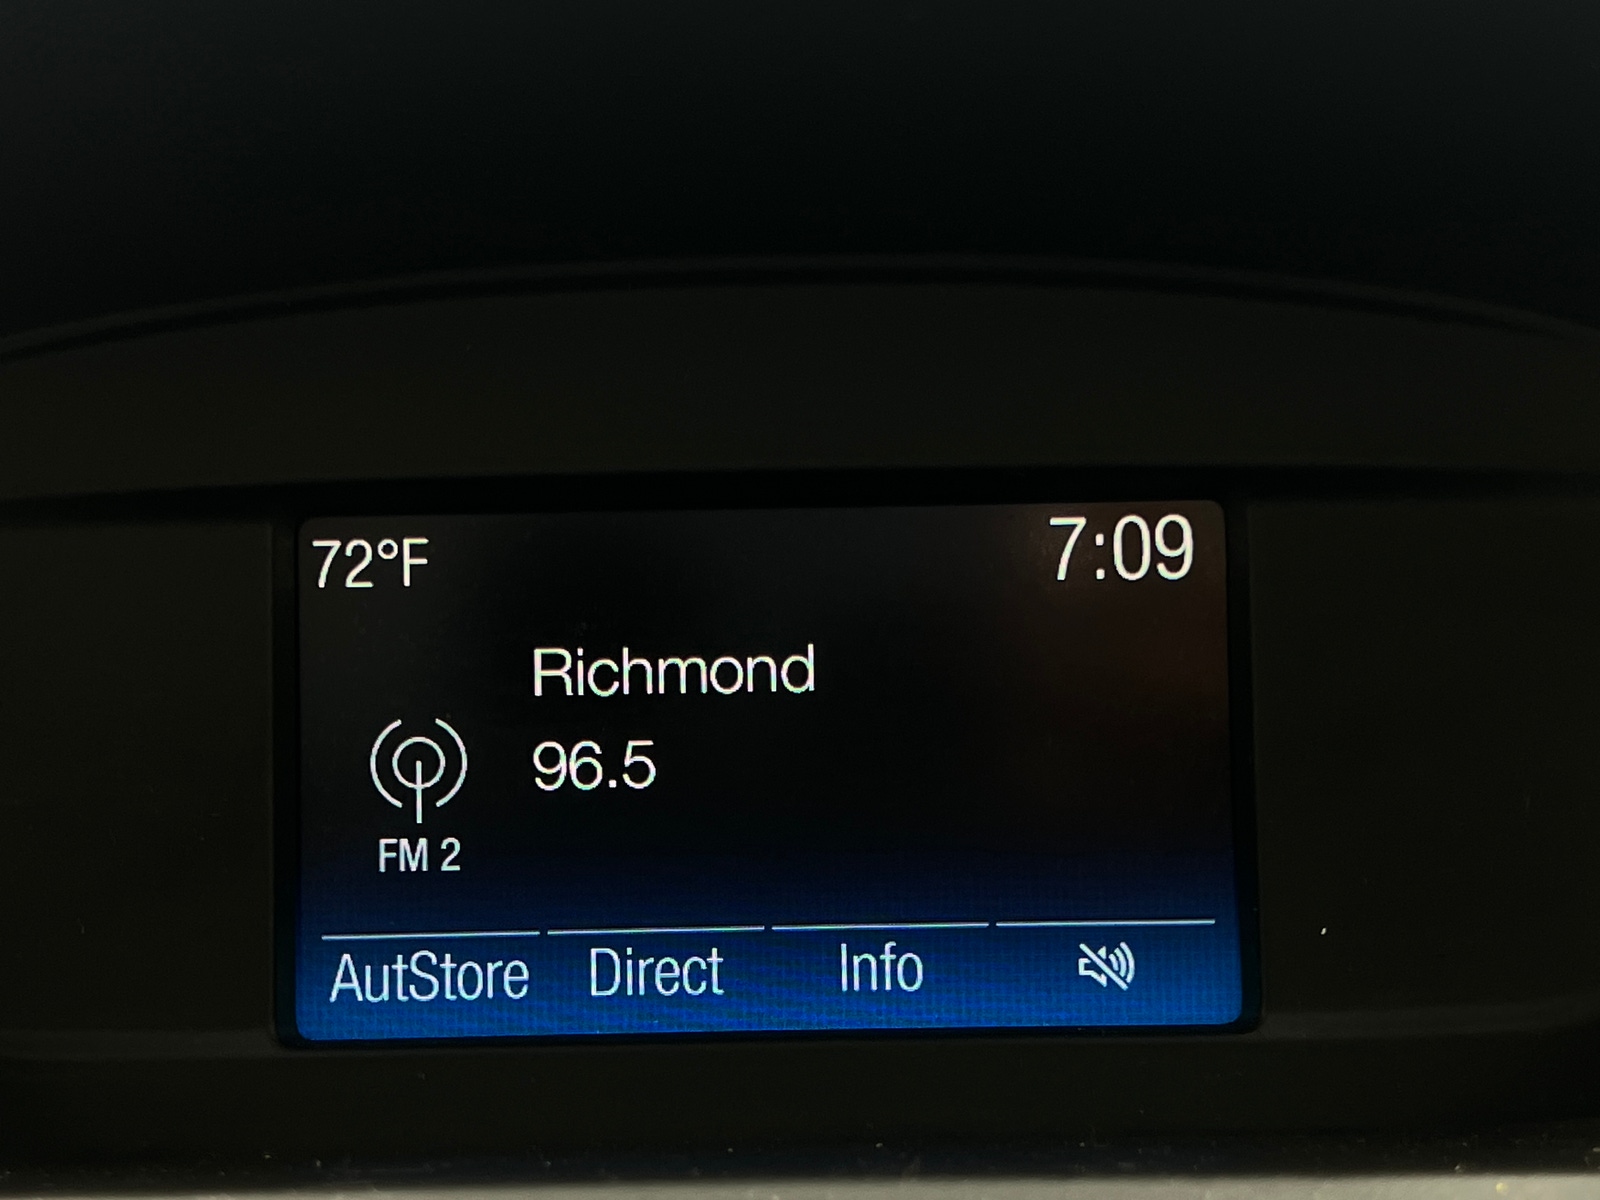 72°F 7:09
Richmond
96.5
FM 2
AutStore Direct Info